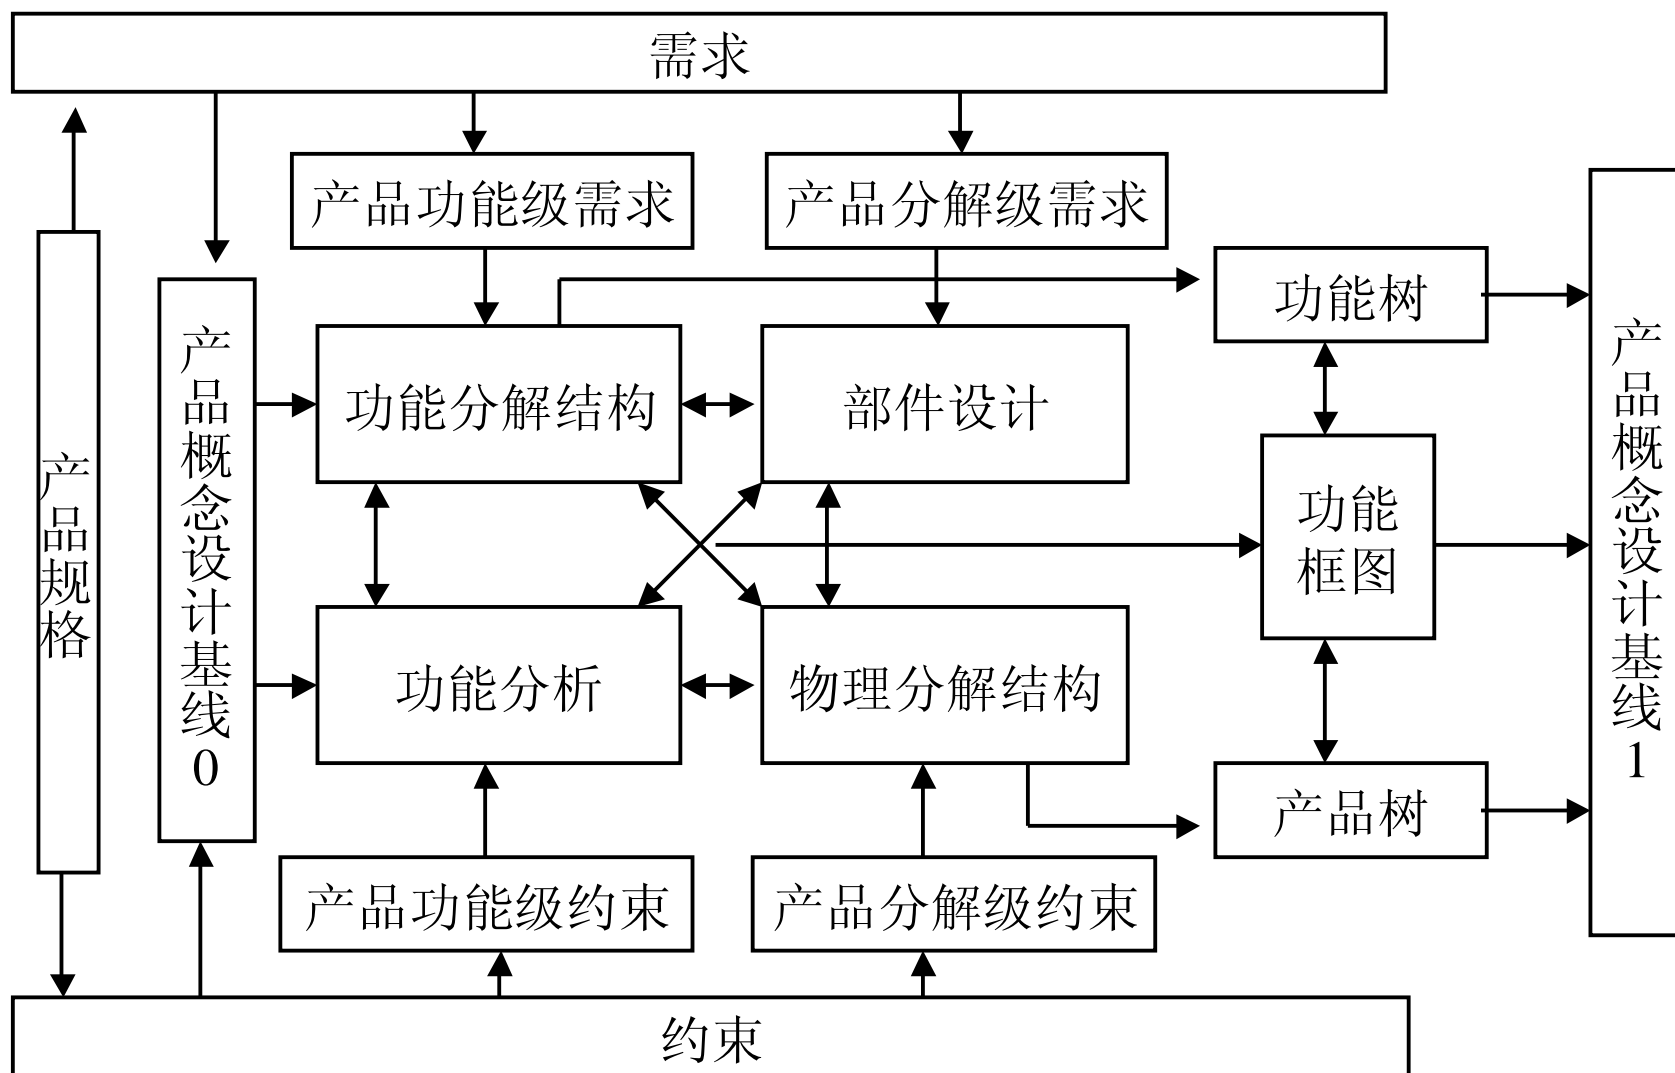 需求
产品功能级需求
产品分解级需求
产品规格
产品概念设计基线0
功能分解结构
部件设计
功能树
功能
框图
产品概念设计基线1
功能分析
物理分解结构
产品树
产品功能级约束
产品分解级约束
约束